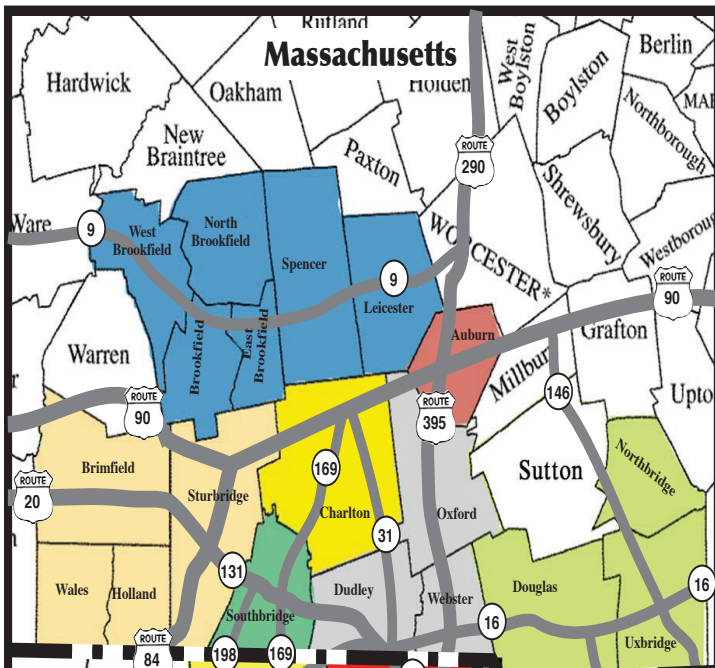 Rutland
Massachusetts
Holden
West
Boylston
Berlin
Hardwick
Oakham
Boylston
Northborough
New
Braintree
Paxton
ROUTE
290
Shrewsbury
Ware
9
West
Brookfield
North
Brookfield
Spencer
WORCESTER*
Westboroug
9
Leicester
ROUTE
90
Warren
Brookfield
East
Brookfield
Auburn
Grafton
Millbur
Upto
ROUTE
90
ROUTE
395
146
Brimfield
Sturbridge
169
Charlton
Sutton
Northbridge
ROUTE
20
Oxford
31
131
Wales
Holland
Southbridge
Dudley
Webster
Douglas
16
16
Uxbridge
ROUTE
84
198
169